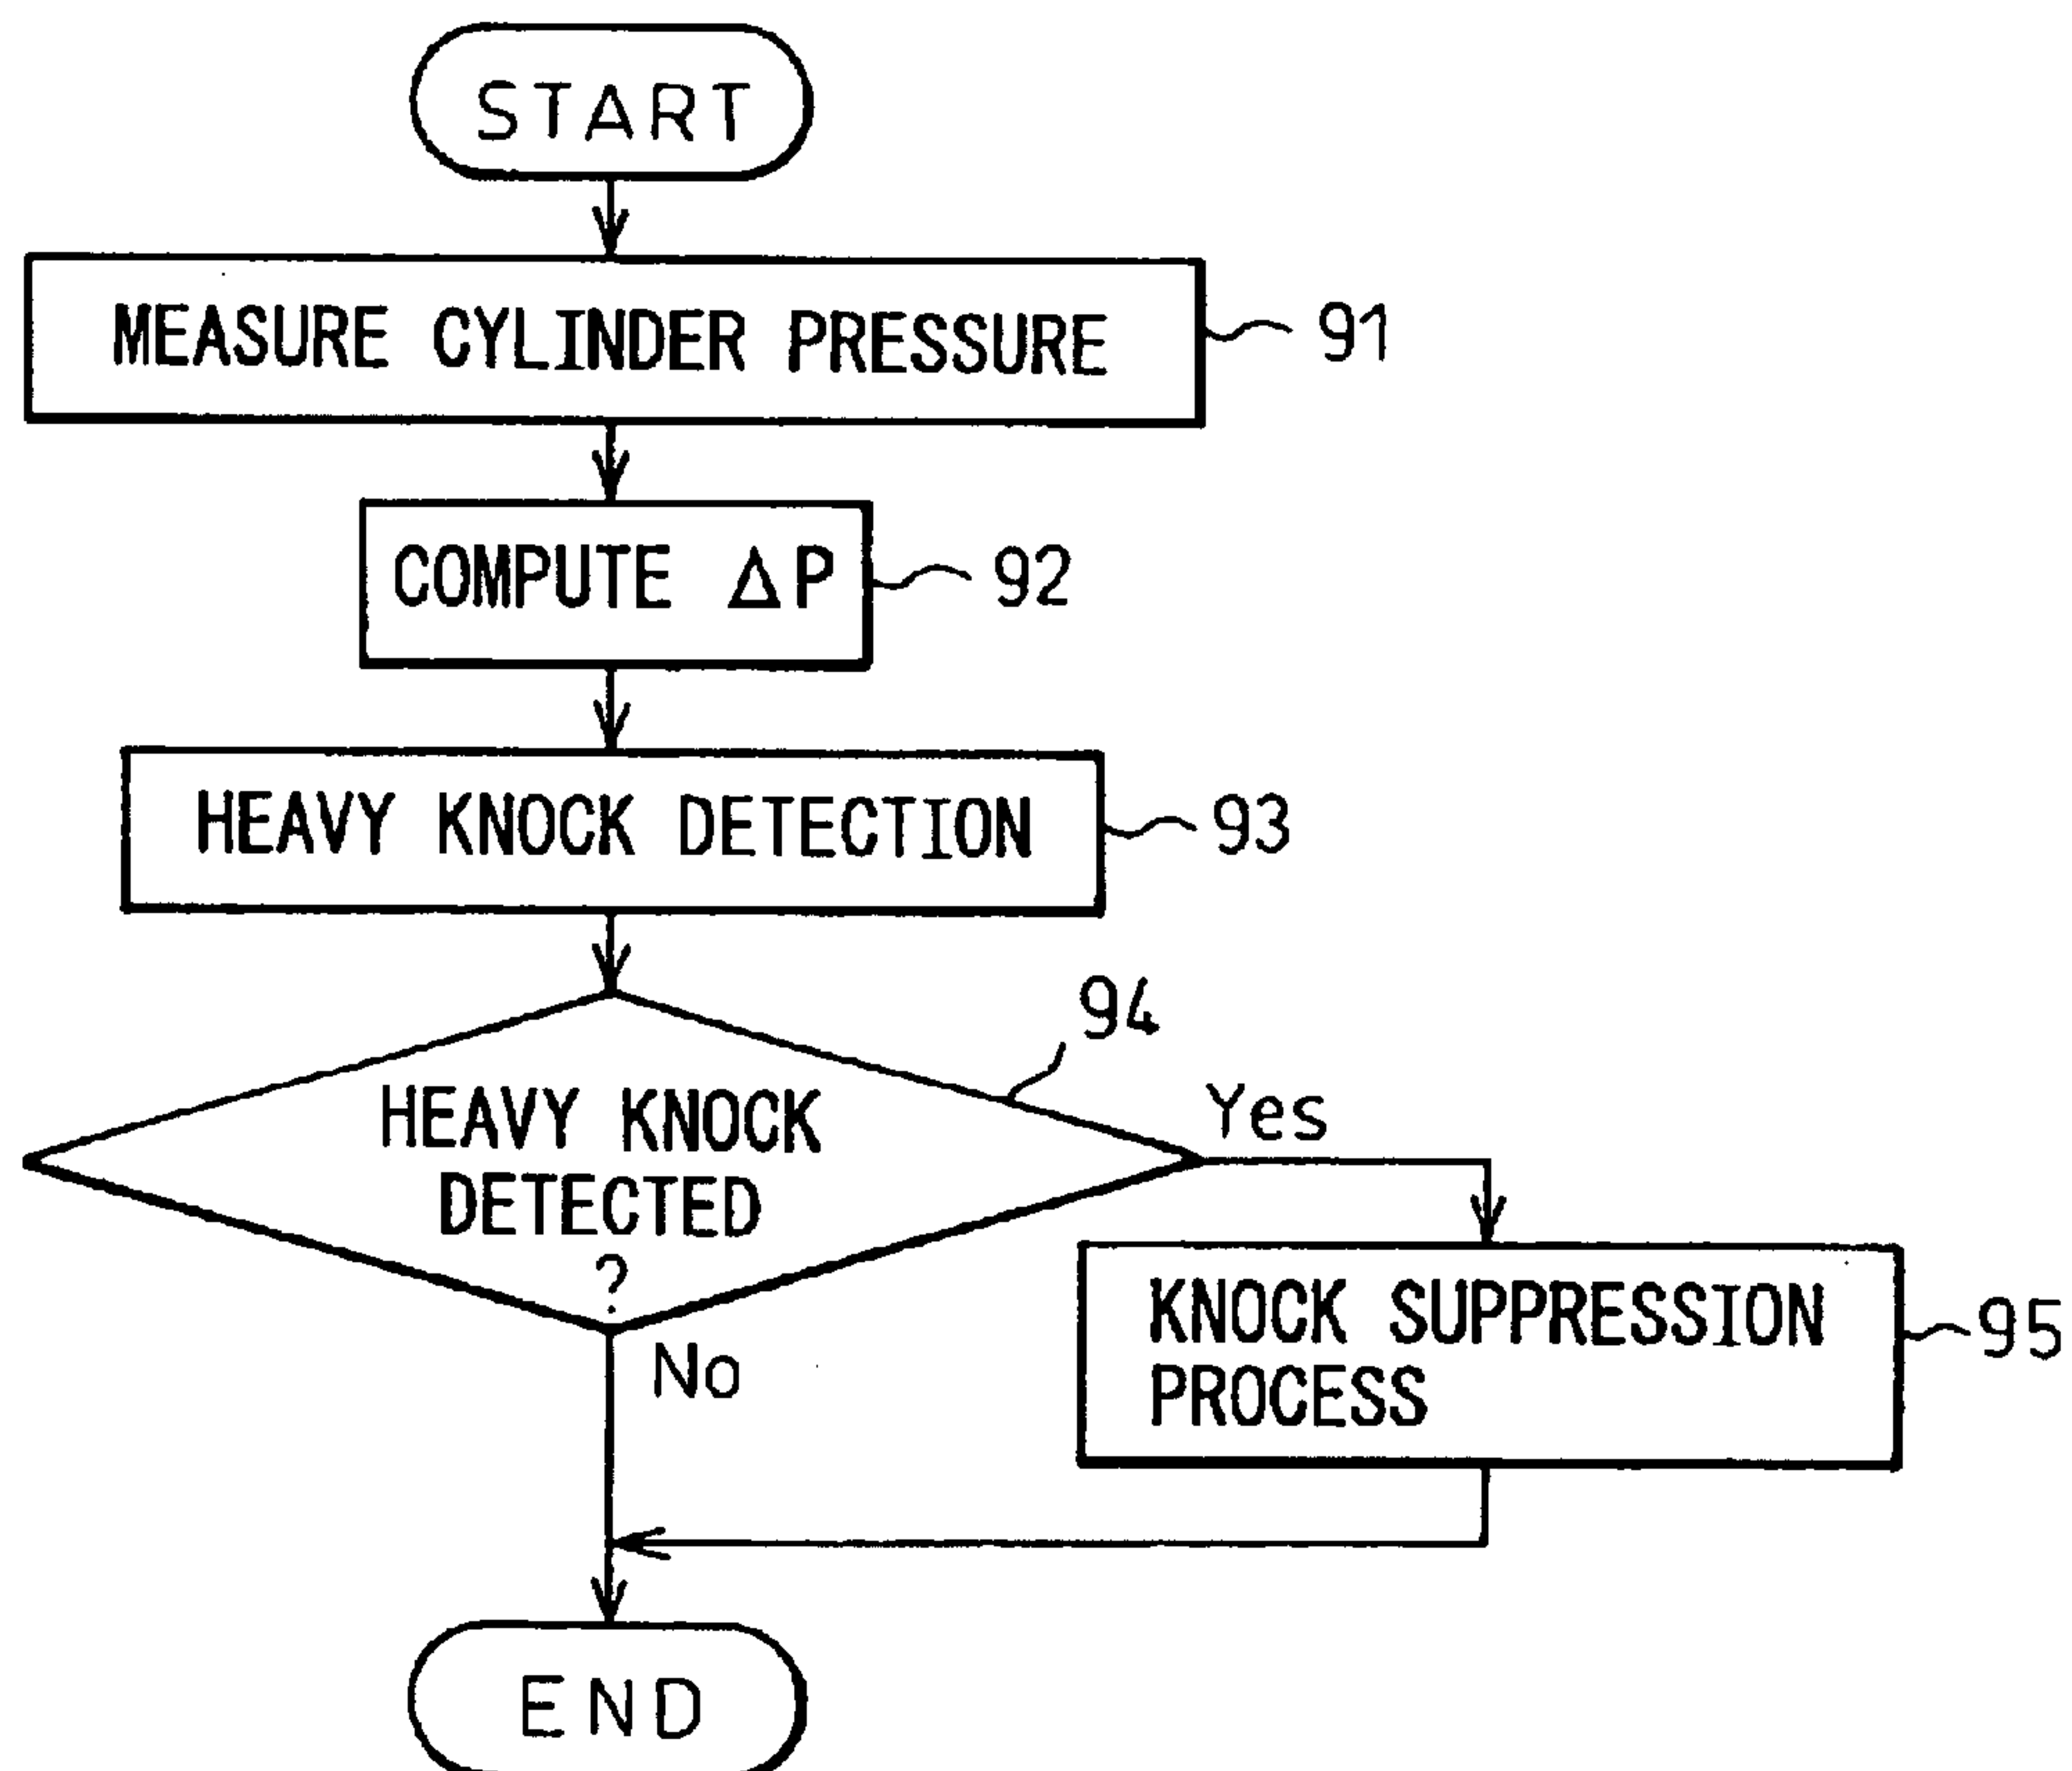 START
MEASURE CYLINDER PRESSURE
91
COMPUTE ΔP
92
HEAVY KNOCK DETECTION
93
94
HEAVY KNOCK
DETECTED
?
Yes
No
KNOCK SUPPRESSION
PROCESS
95
END